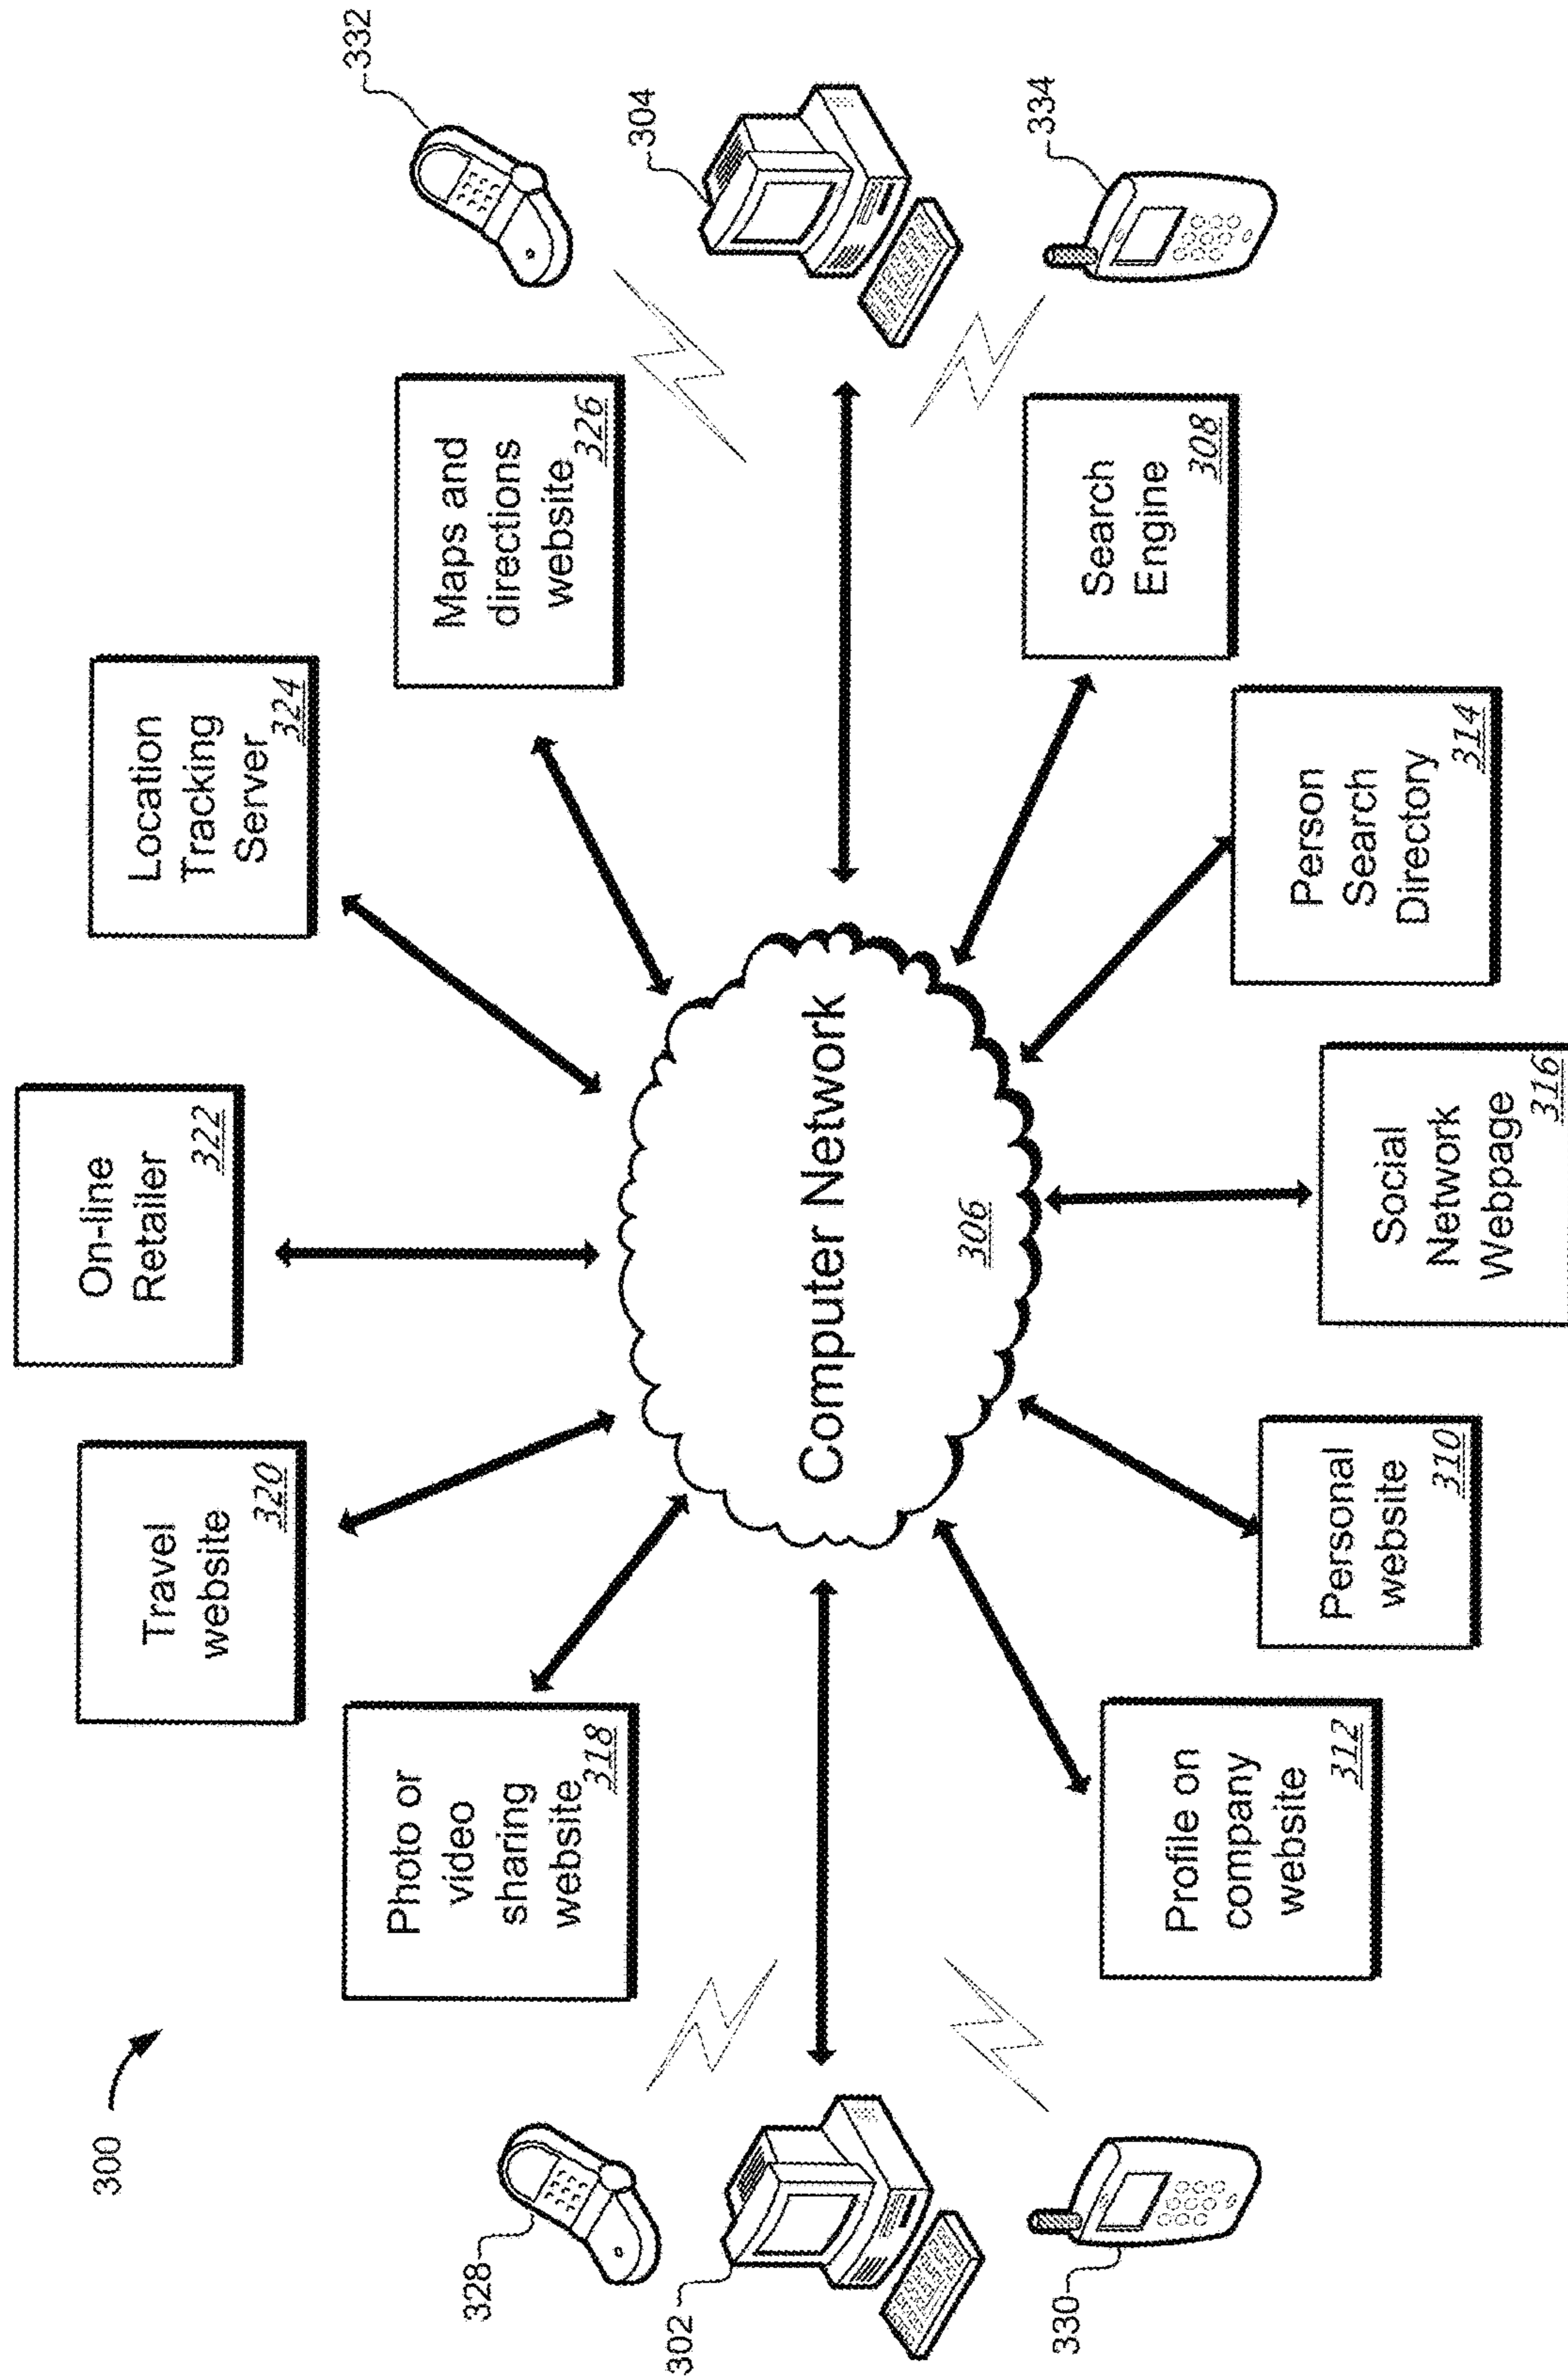 300
On-line
Retailer
322
Travel
website
320
Location
Tracking
Server
324
Photo or
video
sharing
website
318
Maps and
directions
website
326
328
332
302
Computer Network
306
304
330
334
Profile on
company
website
312
Search
Engine
308
Personal
website
310
Person
Search
Directory
314
Social
Network
Webpage
316